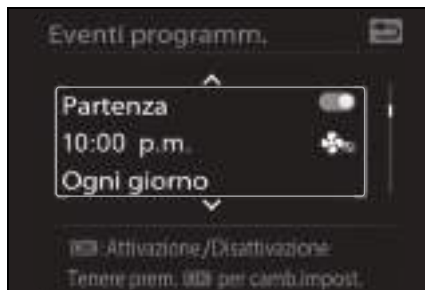 Eventi programm.
Partenza
10:00 p.m.
Ogni giorno
Attivazione/Disattivazione
Tenere prem. per camb.impost.